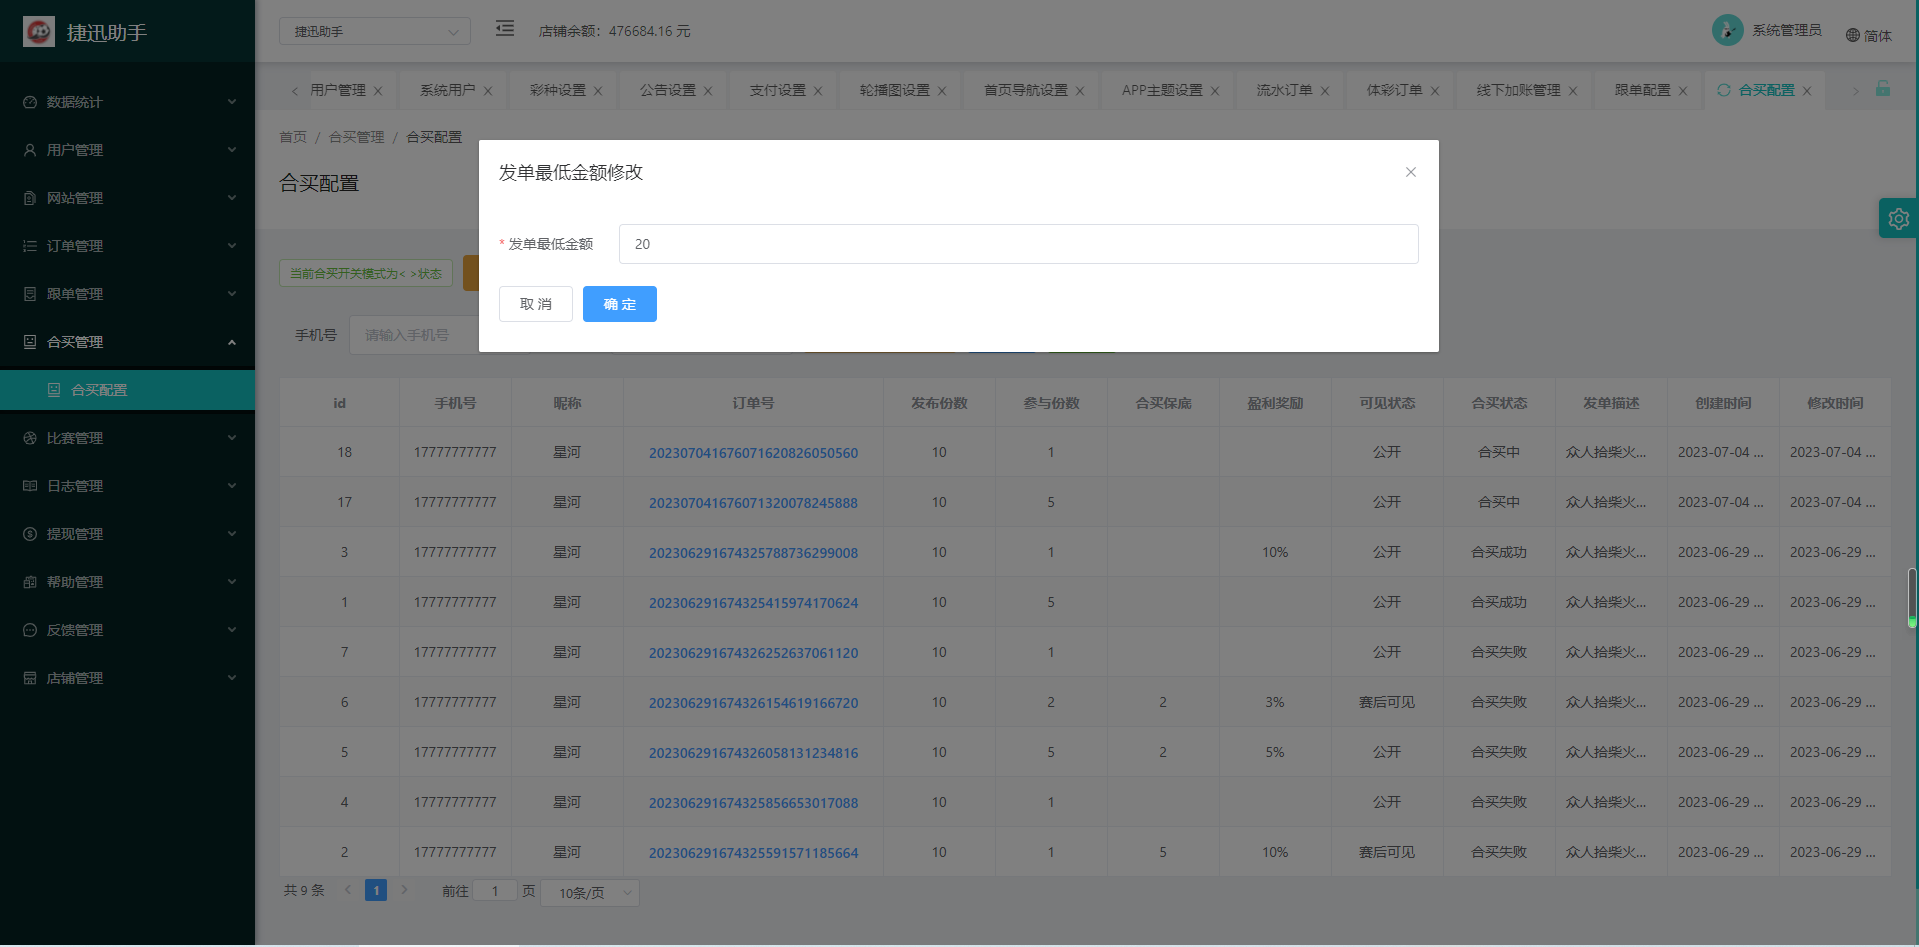 捷迅助手
捷迅助手
店铺余额：476684.16 元
系统管理员
简体
用户管理
系统用户
彩种设置
公告设置
支付设置
轮播图设置
首页导航设置
APP主题设置
流水订单
体彩订单
线下加账管理
跟单配置
合买配置
数据统计
用户管理
网站管理
订单管理
跟单管理
合买管理
合买配置
比赛管理
日志管理
提现管理
帮助管理
反馈管理
店铺管理
首页 / 合买管理 / 合买配置
合买配置
发单最低金额修改
* 发单最低金额 20
取 消 确 定
当前合买开关模式为< >状态
手机号 请输入手机号
id 手机号 昵称 订单号 发布份数 参与份数 合买保底 盈利奖励 可见状态 合买状态 发单描述 创建时间 修改时间
18 17777777777 星河 202307041676071620826050560 10 1 公开 合买中 众人拾柴火... 2023-07-04 ... 2023-07-04 ...
17 17777777777 星河 202307041676071320078245888 10 5 公开 合买中 众人拾柴火... 2023-07-04 ... 2023-07-04 ...
3 17777777777 星河 202306291674325788736299008 10 1 10% 公开 合买成功 众人拾柴火... 2023-06-29 ... 2023-06-29 ...
1 17777777777 星河 202306291674325415974170624 10 5 公开 合买成功 众人拾柴火... 2023-06-29 ... 2023-06-29 ...
7 17777777777 星河 202306291674326252637061120 10 1 公开 合买失败 众人拾柴火... 2023-06-29 ... 2023-06-29 ...
6 17777777777 星河 202306291674326154619166720 10 2 2 3% 赛后可见 合买失败 众人拾柴火... 2023-06-29 ... 2023-06-29 ...
5 17777777777 星河 202306291674326058131234816 10 5 2 5% 公开 合买失败 众人拾柴火... 2023-06-29 ... 2023-06-29 ...
4 17777777777 星河 202306291674325856653017088 10 1 公开 合买失败 众人拾柴火... 2023-06-29 ... 2023-06-29 ...
2 17777777777 星河 202306291674325591571185664 10 1 5 10% 赛后可见 合买失败 众人拾柴火... 2023-06-29 ... 2023-06-29 ...
共 9 条 1 前往 1 页 10条/页